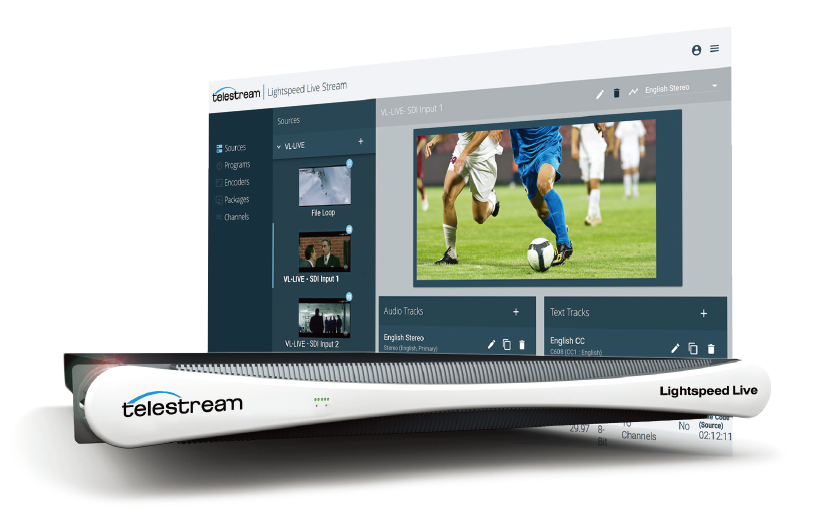 telestream | Lightspeed Live Stream
Sources
Programs
Encoders
Packages
Channels
Sources
VL-LIVE
File Loop
VL-LIVE - SDI Input 1
VL-LIVE - SDI Input 2
VL-LIVE- SDI Input 1
English Stereo
Audio Tracks
English Stereo
Stereo (English, Primary)
Text Tracks
English CC
C608 (CC1 : English)
telestream
Lightspeed Live
29.97
8-
Bit
Channels
No
(Source)
02:12:11